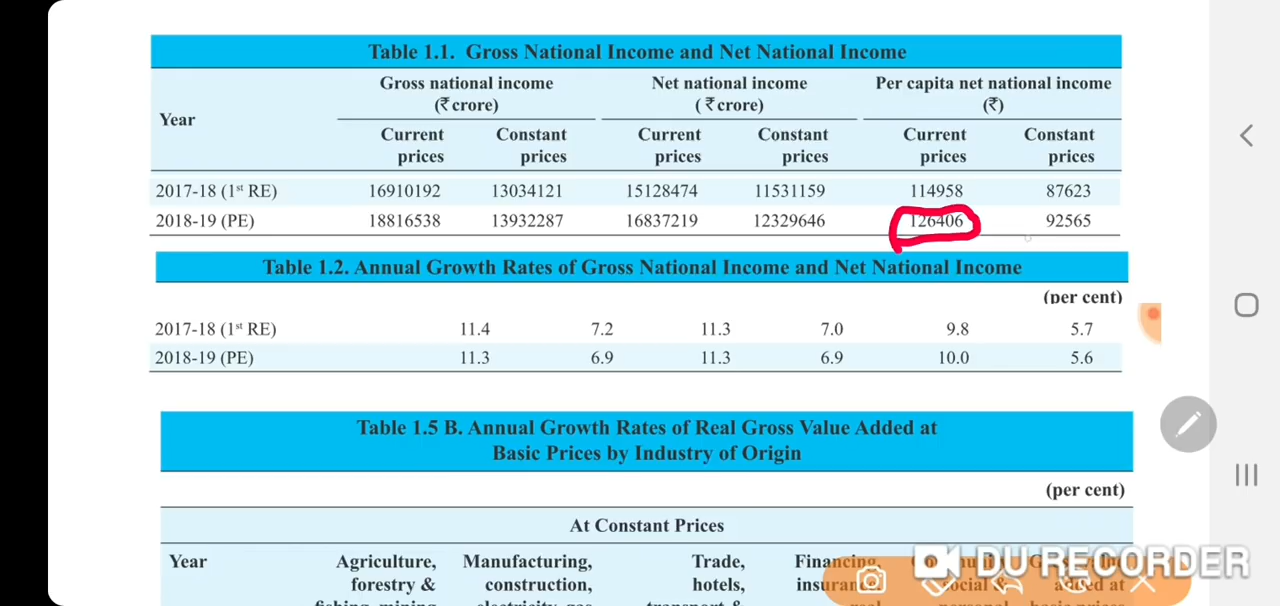 Table 1.1. Gross National Income and Net National Income
Year
Gross national income
(₹ crore)
Net national income
(₹ crore)
Per capita net national income
(₹)
Current prices
Constant prices
Current prices
Constant prices
Current prices
Constant prices
2017-18 (1st RE) 16910192 13034121 15128474 11531159 114958 87623
2018-19 (PE) 18816538 13932287 16837219 12329646 126406 92565
Table 1.2. Annual Growth Rates of Gross National Income and Net National Income
(per cent)
2017-18 (1st RE) 11.4 7.2 11.3 7.0 9.8 5.7
2018-19 (PE) 11.3 6.9 11.3 6.9 10.0 5.6
Table 1.5 B. Annual Growth Rates of Real Gross Value Added at
Basic Prices by Industry of Origin
(per cent)
At Constant Prices
Year Agriculture, Manufacturing, Trade, Financing,
forestry & construction, hotels, social & added at
DU RECORDER